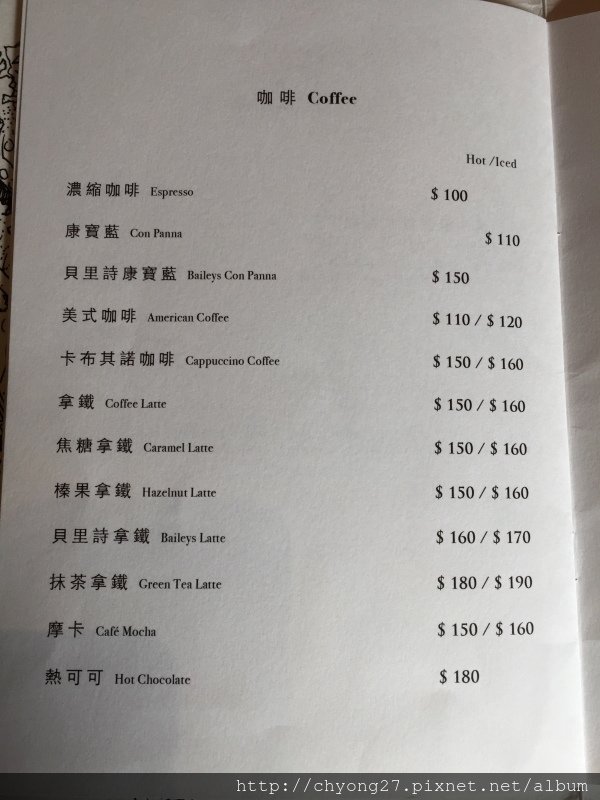 咖啡 Coffee
Hot /Iced
濃縮咖啡 Espresso $ 100
康寶藍 Con Panna $ 110
貝里詩康寶藍 Baileys Con Panna $ 150
美式咖啡 American Coffee $ 110 / $ 120
卡布其諾咖啡 Cappuccino Coffee $ 150 / $ 160
拿鐵 Coffee Latte $ 150 / $ 160
焦糖拿鐵 Caramel Latte $ 150 / $ 160
榛果拿鐵 Hazelnut Latte $ 150 / $ 160
貝里詩拿鐵 Baileys Latte $ 160 / $ 170
抹茶拿鐵 Green Tea Latte $ 180 / $ 190
摩卡 Café Mocha $ 150 / $ 160
熱可可 Hot Chocolate $ 180
http://chyong27.pixnet.net/album